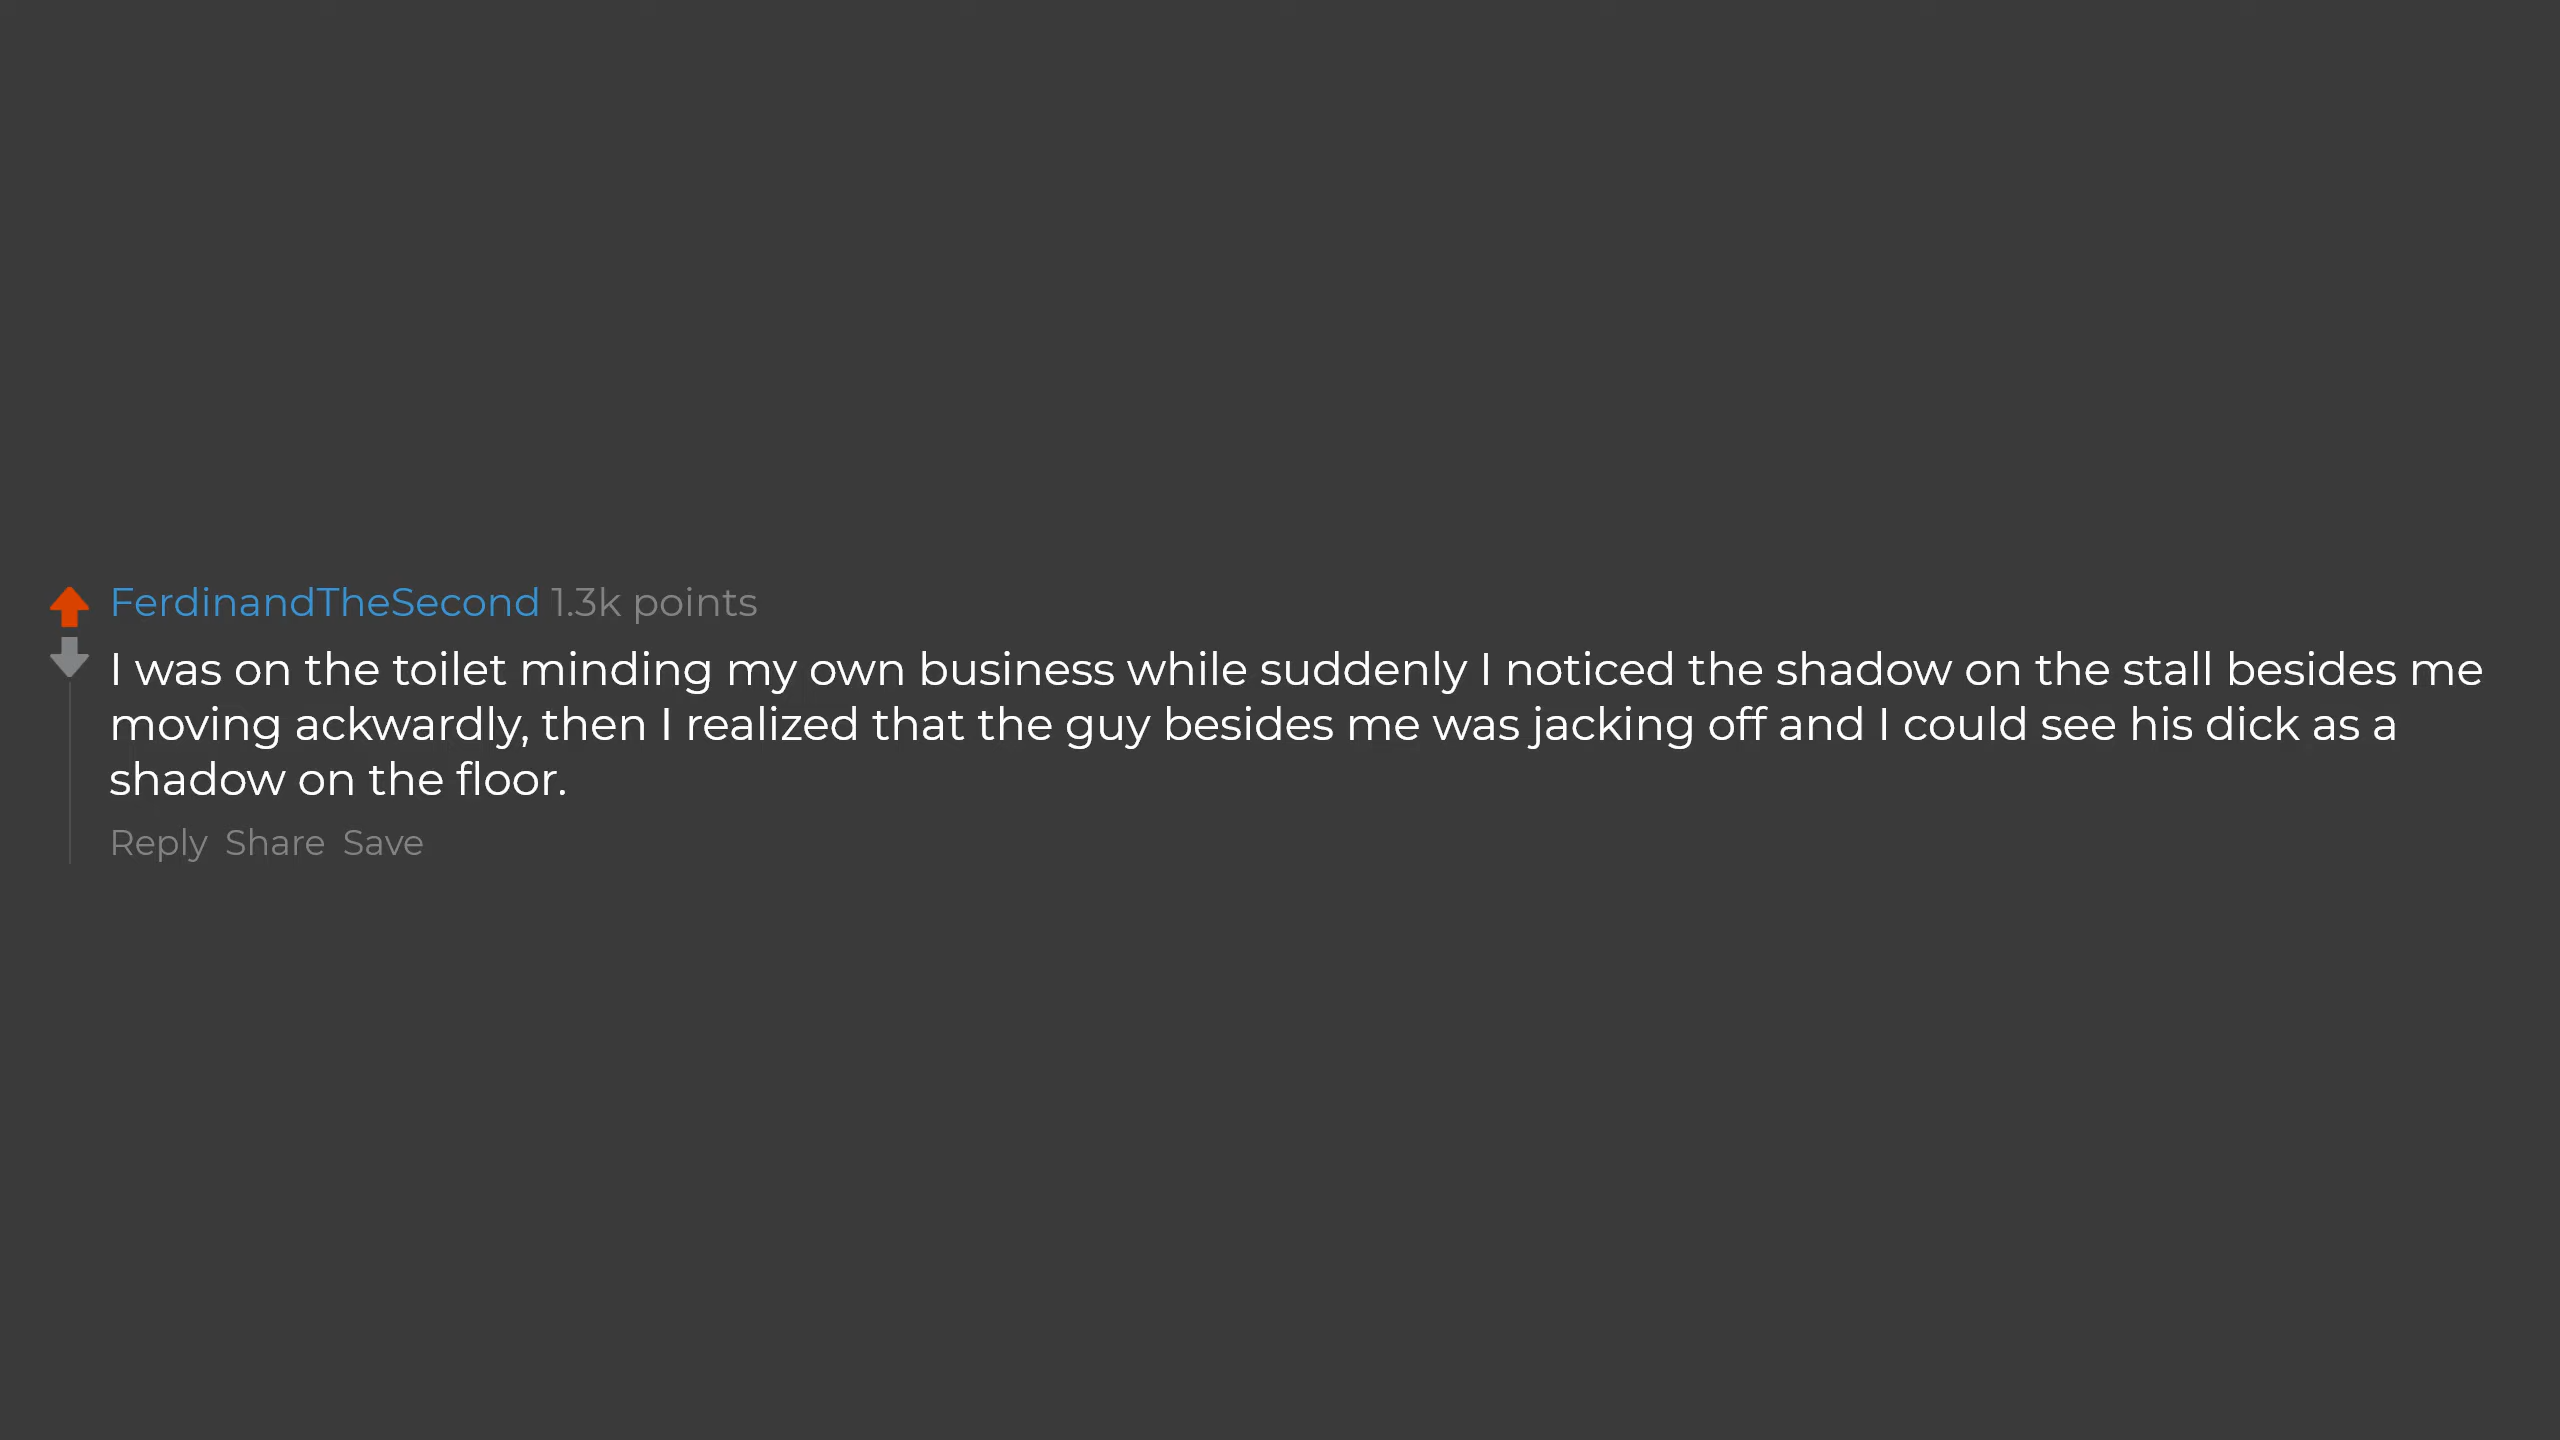 FerdinandTheSecond 1.3k points
I was on the toilet minding my own business while suddenly I noticed the shadow on the stall besides me
moving ackwardly, then I realized that the guy besides me was jacking off and I could see his dick as a
shadow on the floor.
Reply Share Save